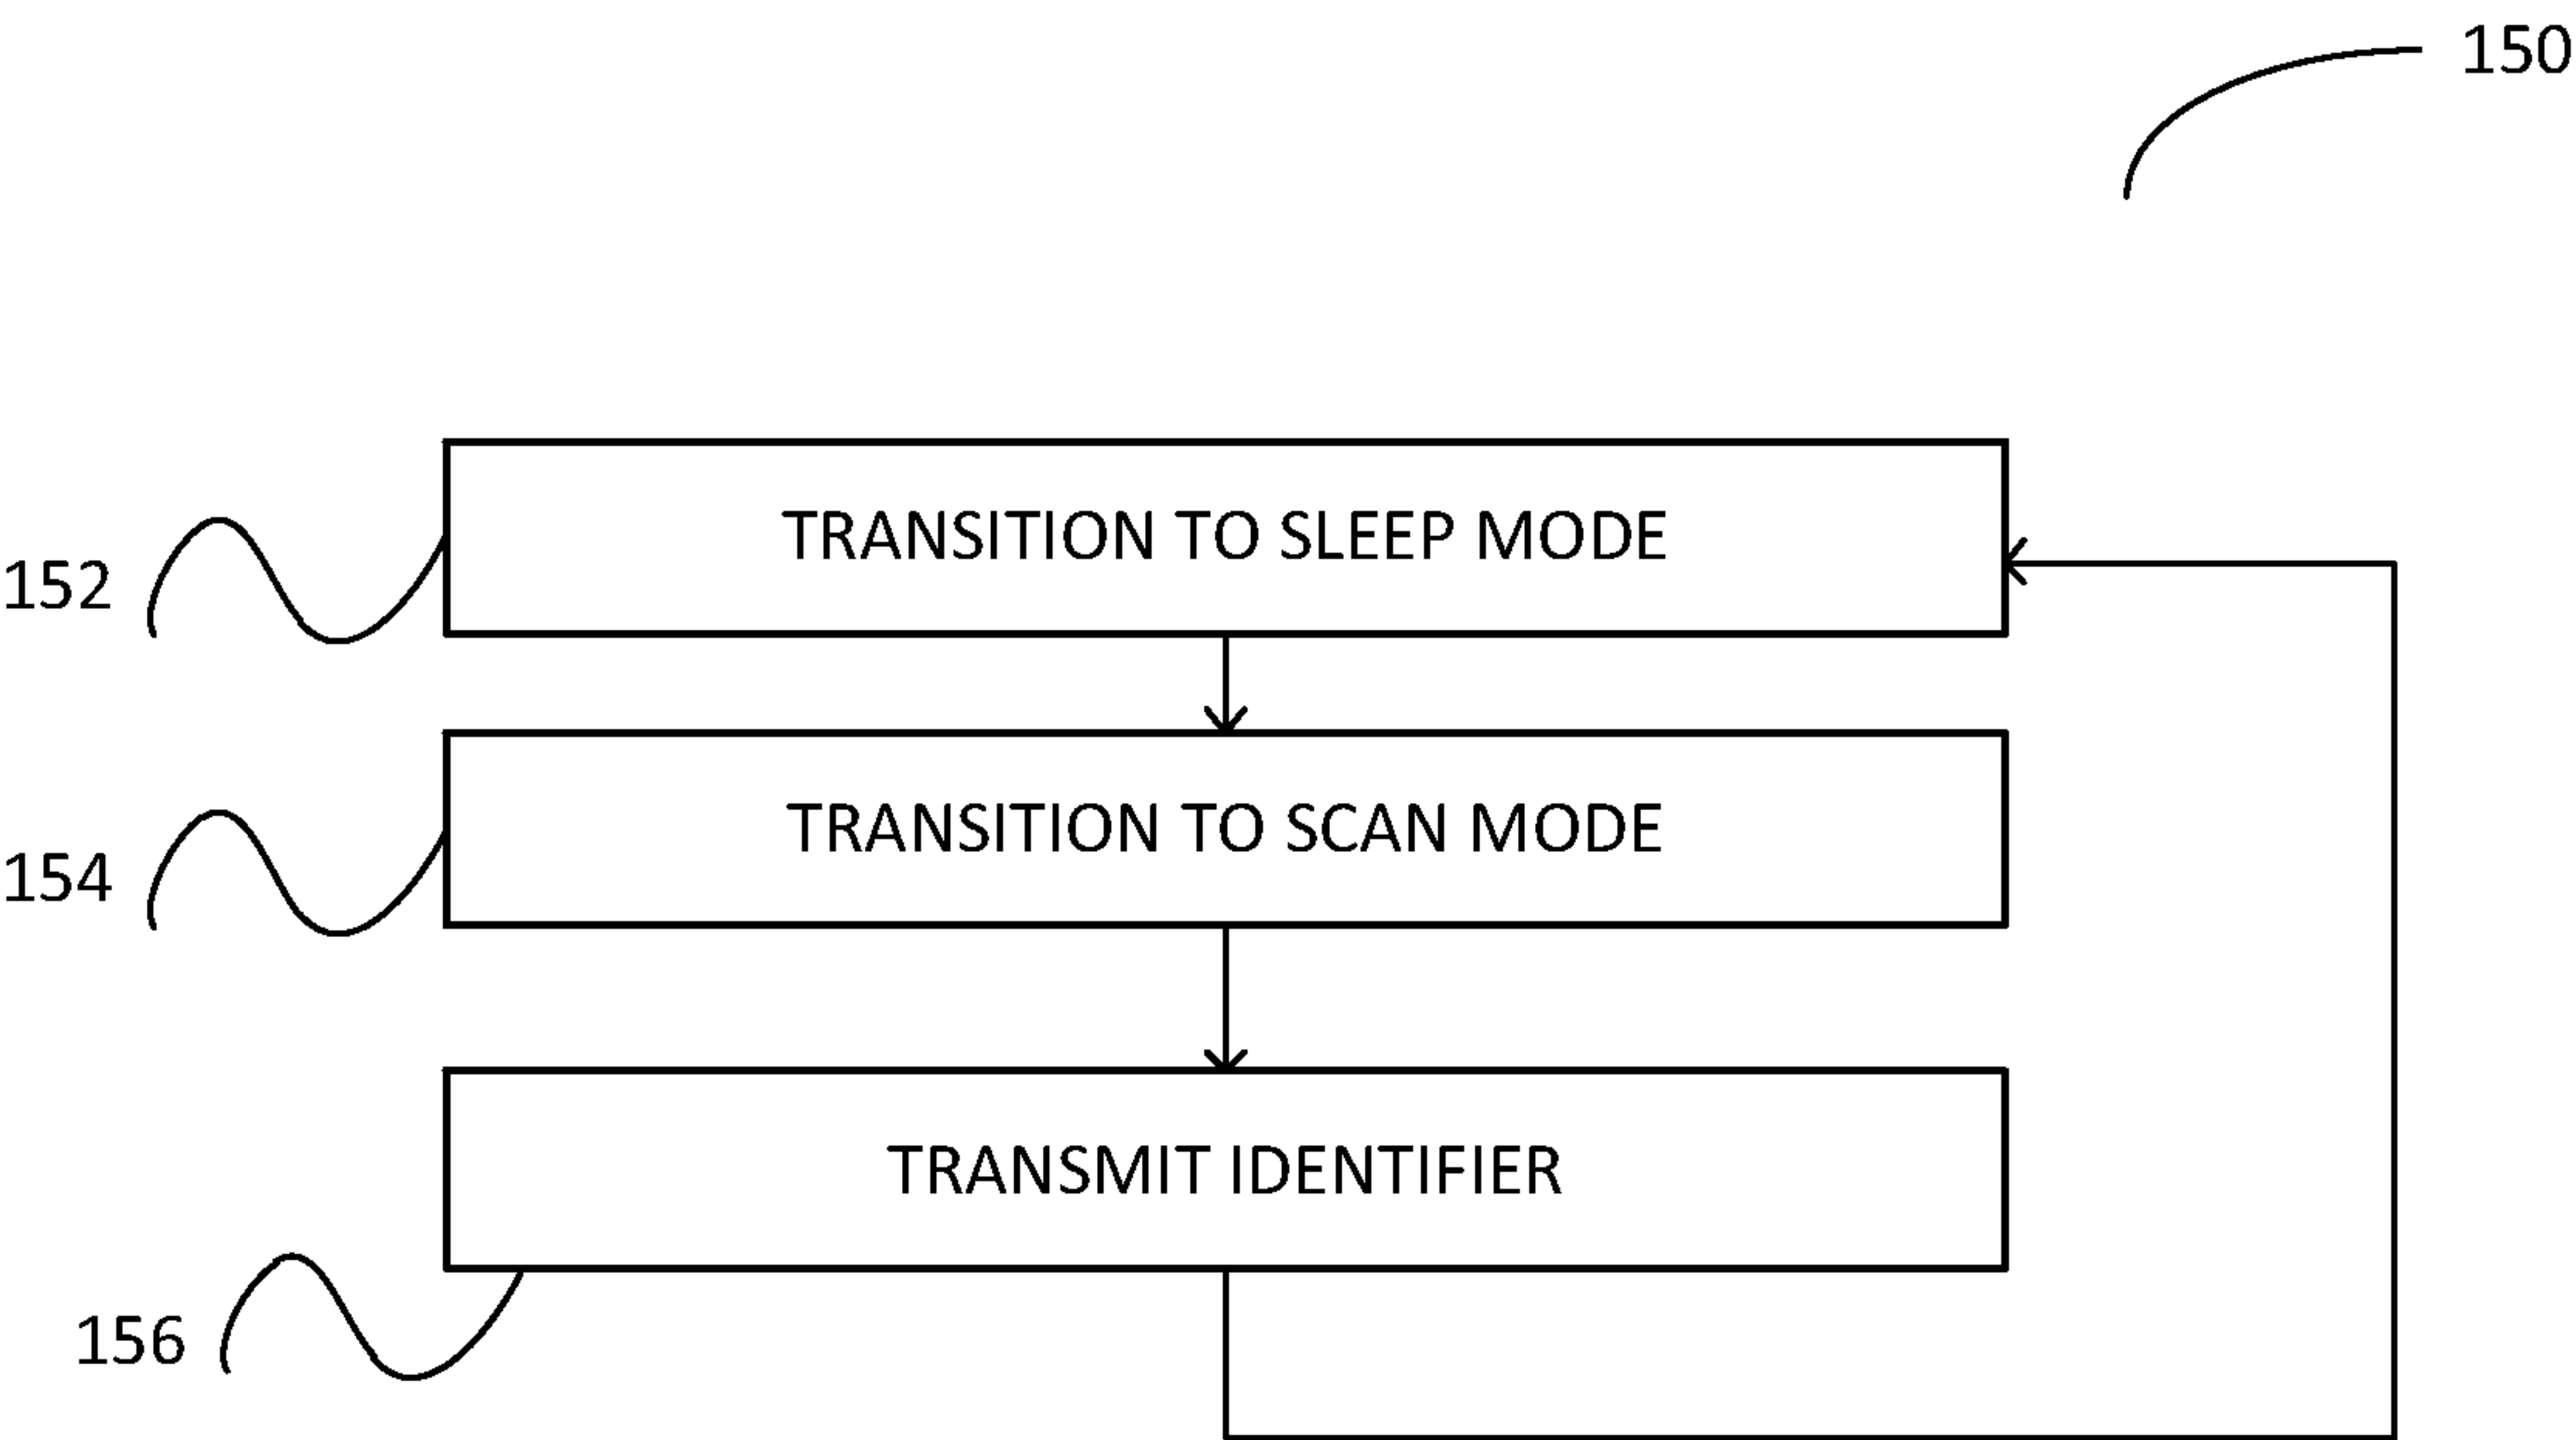 150
TRANSITION TO SLEEP MODE
152
TRANSITION TO SCAN MODE
154
TRANSMIT IDENTIFIER
156